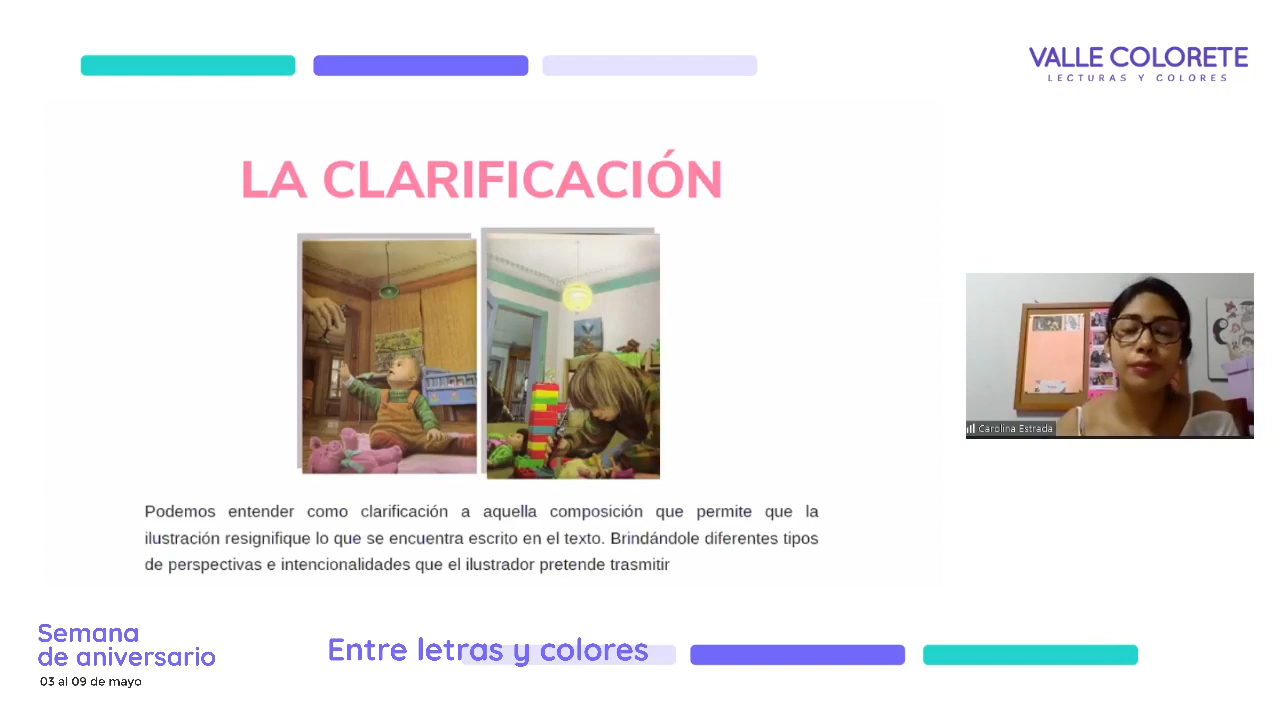 VALLE COLORETE
LECTURAS Y COLORES
LA CLARIFICACIÓN
Podemos entender como clarificación a aquella composición que permite que la
ilustración resignifique lo que se encuentra escrito en el texto. Brindándole diferentes tipos
de perspectivas e intencionalidades que el ilustrador pretende trasmitir
Carolina Estrada
Semana
de aniversario
03 al 09 de mayo
Entre letras y colores